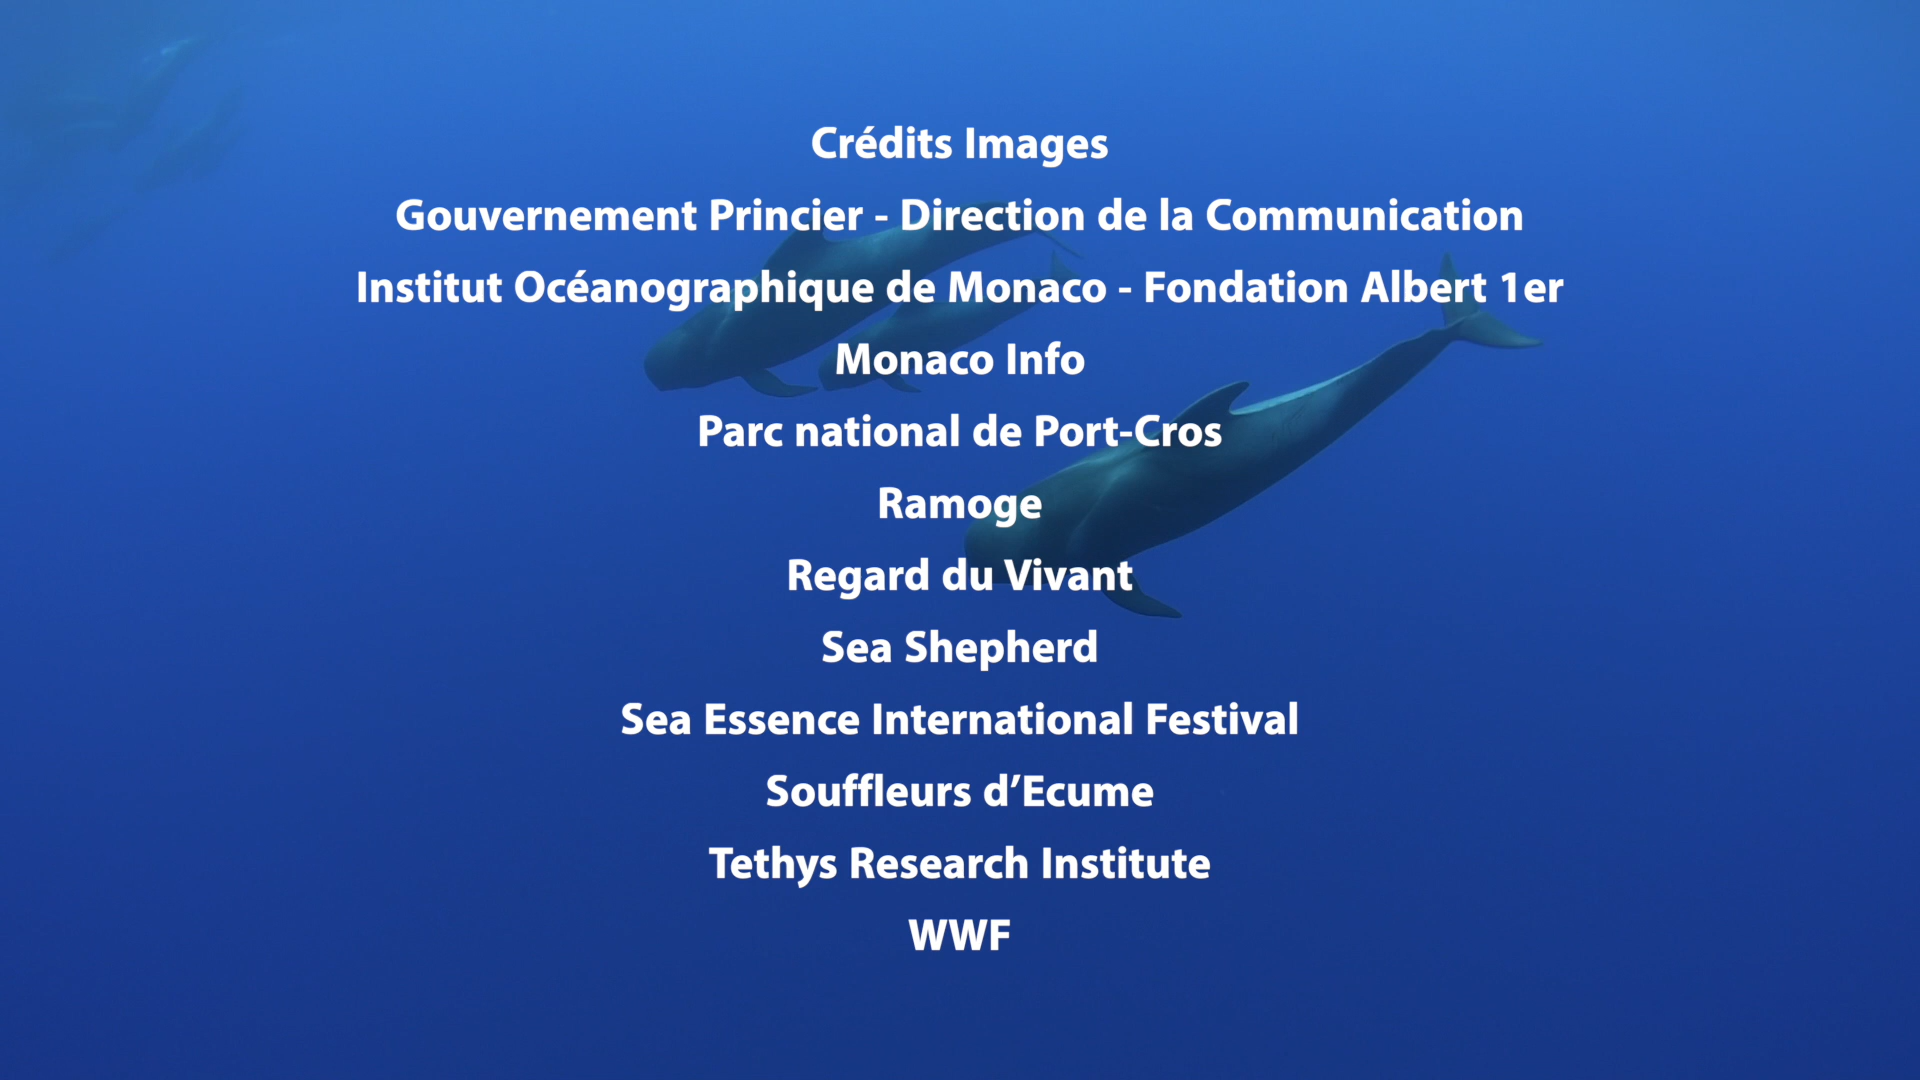 Crédits Images
Gouvernement Princier - Direction de la Communication
Institut Océanographique de Monaco - Fondation Albert 1er
Monaco Info
Parc national de Port-Cros
Ramoge
Regard du Vivant
Sea Shepherd
Sea Essence International Festival
Souffleurs d’Ecume
Tethys Research Institute
WWF